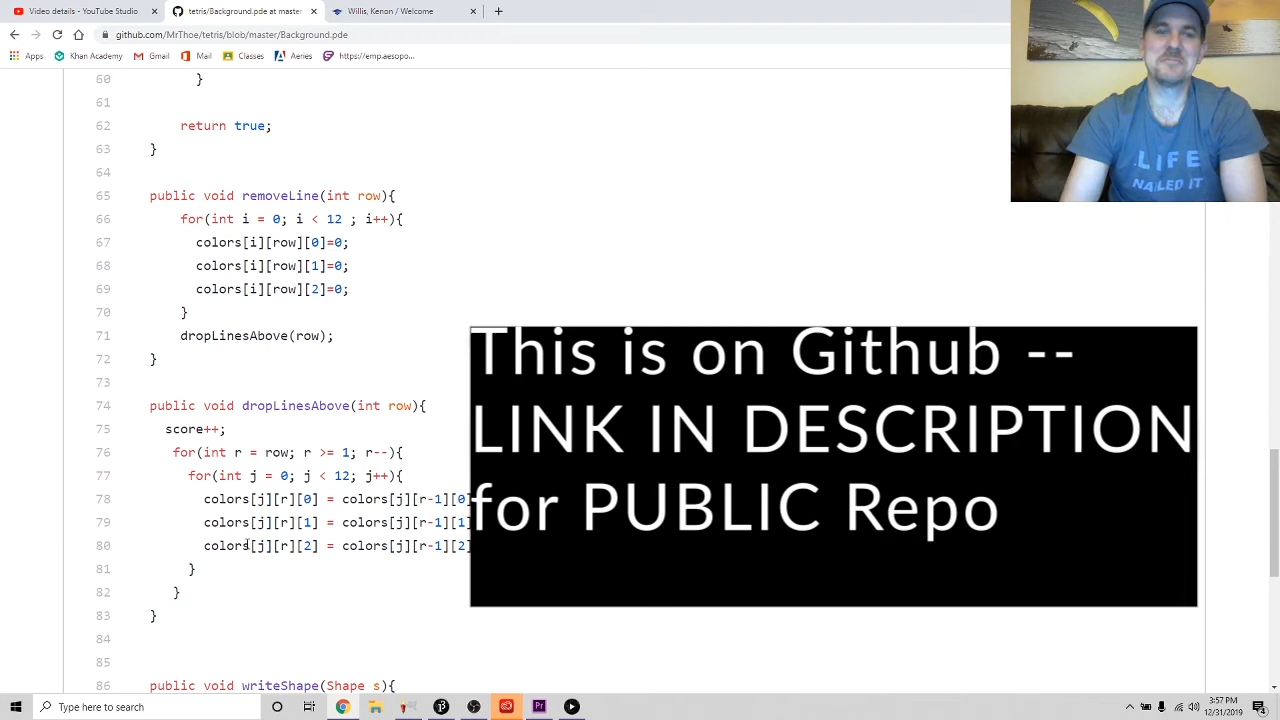 Video details - YouTube Studio
tetris/Background.pde at master
Willis, Kenon / Welcome
github.com/MrThoe/tetris/blob/master/Background.pde
Apps
Khan Academy
Gmail
Mail
Classes
Aeries
https://emp.aesopo...
60 }
61
62 return true;
63 }
64
65 public void removeLine(int row){
66 for(int i = 0; i < 12 ; i++){
67 colors[i][row][0]=0;
68 colors[i][row][1]=0;
69 colors[i][row][2]=0;
70 }
71 dropLinesAbove(row);
72 }
73
74 public void dropLinesAbove(int row){
75 score++;
76 for(int r = row; r >= 1; r--){
77 for(int j = 0; j < 12; j++){
78 colors[j][r][0] = colors[j][r-1][0]
79 colors[j][r][1] = colors[j][r-1][1]
80 colors[j][r][2] = colors[j][r-1][2]
81 }
82 }
83 }
84
85
86 public void writeShape(Shape s){
This is on Github --
LINK IN DESCRIPTION
for PUBLIC Repo
LIFE
NAILED IT
Type here to search
3:57 PM
12/31/2019